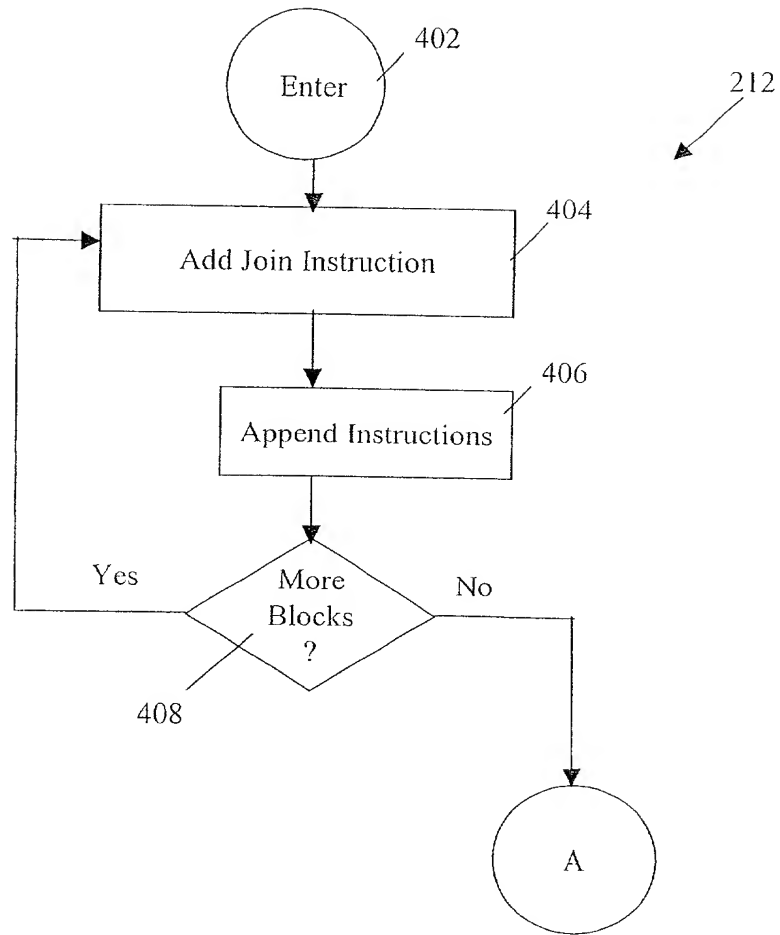 402
Enter
212
404
Add Join Instruction
406
Append Instructions
Yes
More
Blocks
?
No
408
A